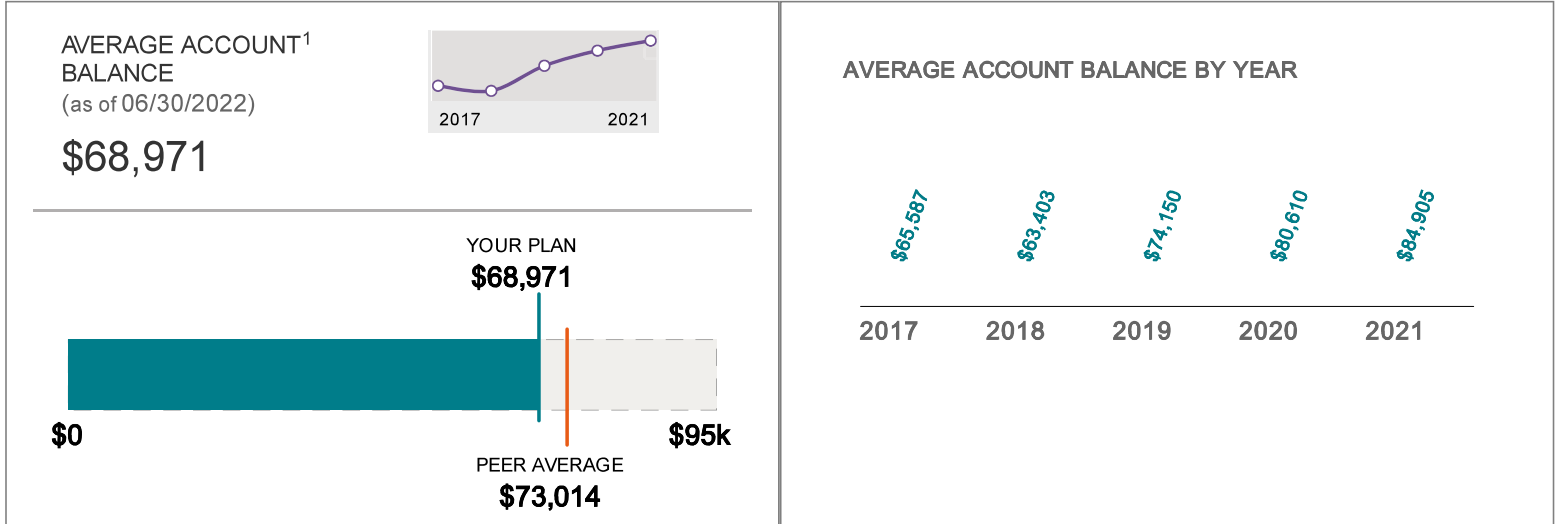 AVERAGE ACCOUNT¹
BALANCE
(as of 06/30/2022)
$68,971
2017 2021
YOUR PLAN
$68,971
$0 $95k
PEER AVERAGE
$73,014
AVERAGE ACCOUNT BALANCE BY YEAR
$65,587 $63,403 $74,150 $80,610 $84,905
2017 2018 2019 2020 2021